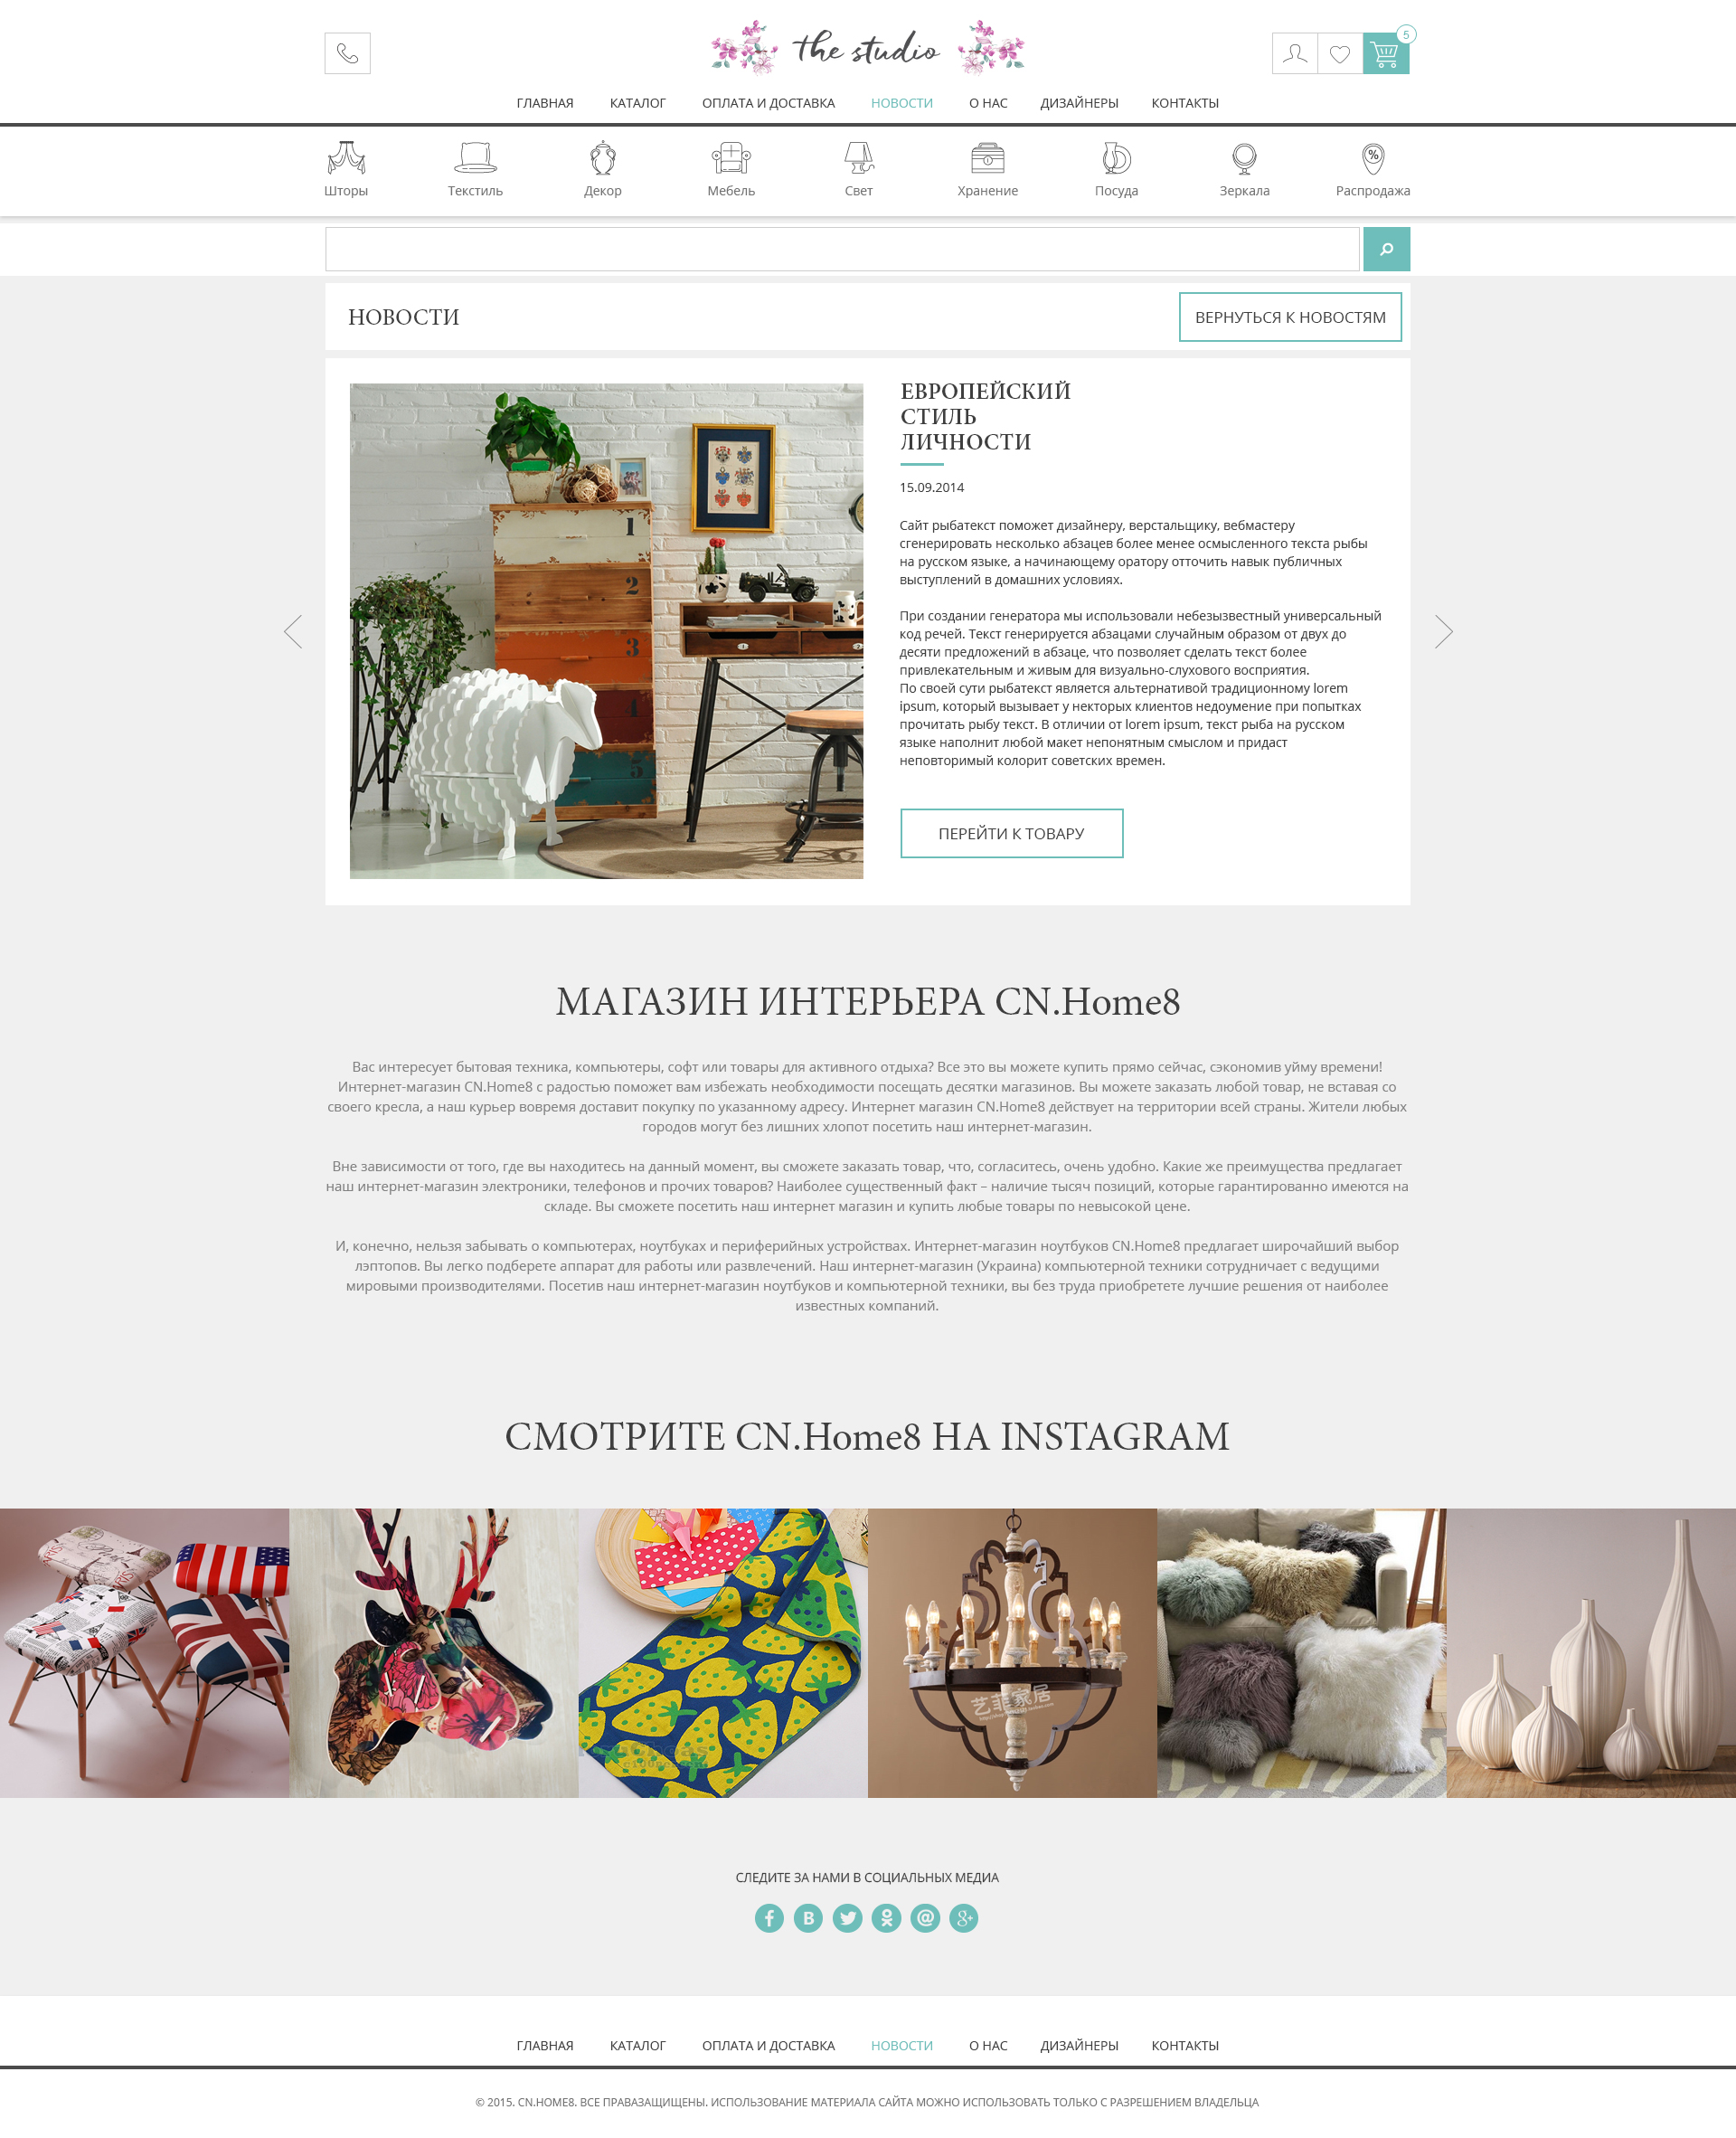 the studio
5
ГЛАВНАЯ КАТАЛОГ ОПЛАТА И ДОСТАВКА НОВОСТИ О НАС ДИЗАЙНЕРЫ КОНТАКТЫ
Шторы Текстиль Декор Мебель Свет Хранение Посуда Зеркала Распродажа
НОВОСТИ
ВЕРНУТЬСЯ К НОВОСТЯМ
1
2
3
4
5
1
2
ЕВРОПЕЙСКИЙ
СТИЛЬ
ЛИЧНОСТИ
15.09.2014
Сайт рыбатекст поможет дизайнеру, верстальщику, вебмастеру
сгенерировать несколько абзацев более менее осмысленного текста рыбы
на русском языке, а начинающему оратору отточить навык публичных
выступлений в домашних условиях.
При создании генератора мы использовали небезызвестный универсальный
код речей. Текст генерируется абзацами случайным образом от двух до
десяти предложений в абзаце, что позволяет сделать текст более
привлекательным и живым для визуально-слухового восприятия.
По своей сути рыбатекст является альтернативой традиционному lorem
ipsum, который вызывает у некторых клиентов недоумение при попытках
прочитать рыбу текст. В отличии от lorem ipsum, текст рыба на русском
языке наполнит любой макет непонятным смыслом и придаст
неповторимый колорит советских времен.
ПЕРЕЙТИ К ТОВАРУ
МАГАЗИН ИНТЕРЬЕРА CN.Home8
Вас интересует бытовая техника, компьютеры, софт или товары для активного отдыха? Все это вы можете купить прямо сейчас, сэкономив уйму времени!
Интернет-магазин CN.Home8 с радостью поможет вам избежать необходимости посещать десятки магазинов. Вы можете заказать любой товар, не вставая со
своего кресла, а наш курьер вовремя доставит покупку по указанному адресу. Интернет магазин CN.Home8 действует на территории всей страны. Жители любых
городов могут без лишних хлопот посетить наш интернет-магазин.
Вне зависимости от того, где вы находитесь на данный момент, вы сможете заказать товар, что, согласитесь, очень удобно. Какие же преимущества предлагает
наш интернет-магазин электроники, телефонов и прочих товаров? Наиболее существенный факт – наличие тысяч позиций, которые гарантированно имеются на
складе. Вы сможете посетить наш интернет магазин и купить любые товары по невысокой цене.
И, конечно, нельзя забывать о компьютерах, ноутбуках и периферийных устройствах. Интернет-магазин ноутбуков CN.Home8 предлагает широчайший выбор
лэптопов. Вы легко подберете аппарат для работы или развлечений. Наш интернет-магазин (Украина) компьютерной техники сотрудничает с ведущими
мировыми производителями. Посетив наш интернет-магазин ноутбуков и компьютерной техники, вы без труда приобретете лучшие решения от наиболее
известных компаний.
СМОТРИТЕ CN.Home8 НА INSTAGRAM
艺菲家居
СЛЕДИТЕ ЗА НАМИ В СОЦИАЛЬНЫХ МЕДИА
ГЛАВНАЯ КАТАЛОГ ОПЛАТА И ДОСТАВКА НОВОСТИ О НАС ДИЗАЙНЕРЫ КОНТАКТЫ
© 2015. CN.HOME8. ВСЕ ПРАВАЗАЩИЩЕНЫ. ИСПОЛЬЗОВАНИЕ МАТЕРИАЛА САЙТА МОЖНО ИСПОЛЬЗОВАТЬ ТОЛЬКО С РАЗРЕШЕНИЕМ ВЛАДЕЛЬЦА